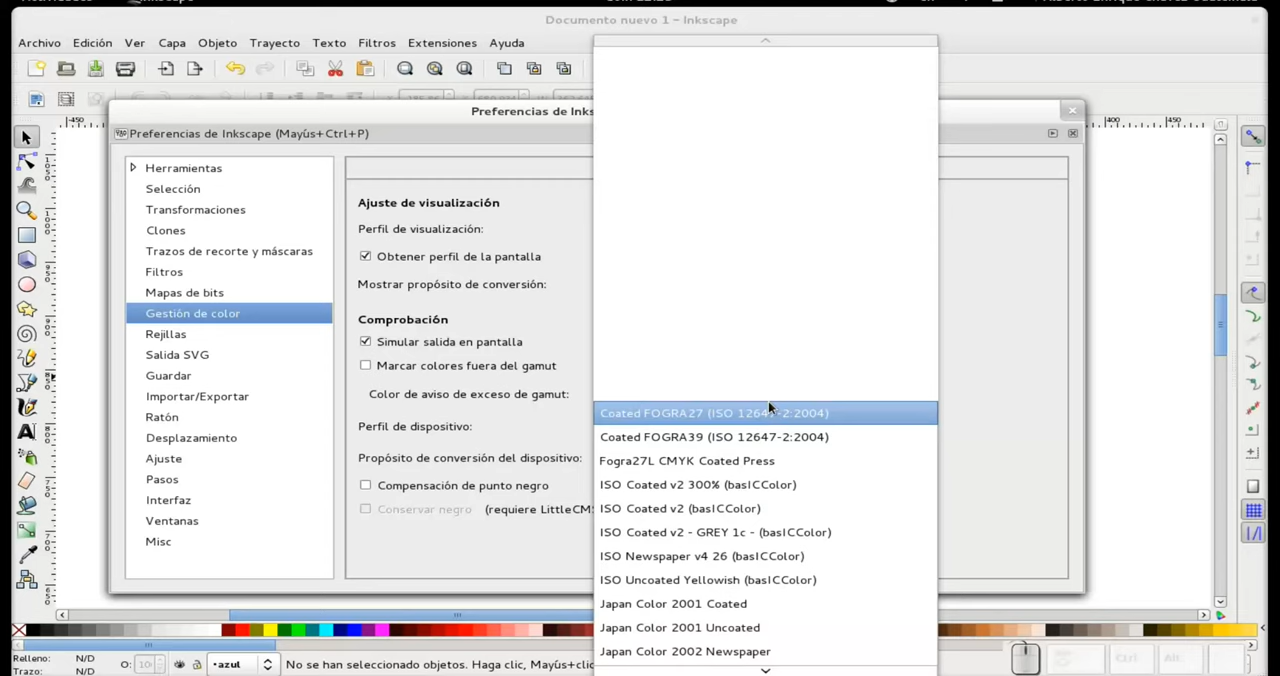 Documento nuevo 1 - Inkscape
Archivo Edición Ver Capa Objeto Trayecto Texto Filtros Extensiones Ayuda
Preferencias de Inks
Preferencias de Inkscape (Mayús+Ctrl+P)
Herramientas
Selección
Transformaciones
Clones
Trazos de recorte y máscaras
Filtros
Mapas de bits
Gestión de color
Rejillas
Salida SVG
Guardar
Importar/Exportar
Ratón
Desplazamiento
Ajuste
Pasos
Interfaz
Ventanas
Misc
Ajuste de visualización
Perfil de visualización:
Obtener perfil de la pantalla
Mostrar propósito de conversión:
Comprobación
Simular salida en pantalla
Marcar colores fuera del gamut
Color de aviso de exceso de gamut:
Perfil de dispositivo:
Propósito de conversión del dispositivo:
Compensación de punto negro
Conservar negro (requiere LittleCMS
Coated FOGRA27 (ISO 12647-2:2004)
Coated FOGRA39 (ISO 12647-2:2004)
Fogra27L CMYK Coated Press
ISO Coated v2 300% (basICColor)
ISO Coated v2 (basICColor)
ISO Coated v2 - GREY 1c - (basICColor)
ISO Newspaper v4 26 (basICColor)
ISO Uncoated Yellowish (basICColor)
Japan Color 2001 Coated
Japan Color 2001 Uncoated
Japan Color 2002 Newspaper
-450
400
450
Relleno: N/D
Trazo: N/D
O: 10
•azul
No se han seleccionado objetos. Haga clic, Mayús+clic
Ctrl
Alt